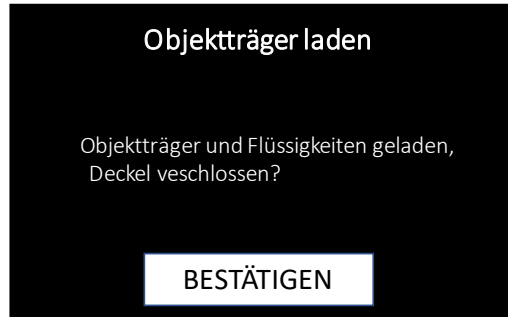 Objektträger laden
Objektträger und Flüssigkeiten geladen,
Deckel veschlossen?
BESTÄTIGEN